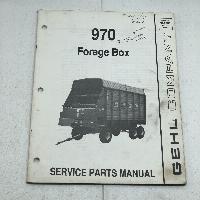 970
Forage Box
GEHL COMPANY
SERVICE PARTS MANUAL